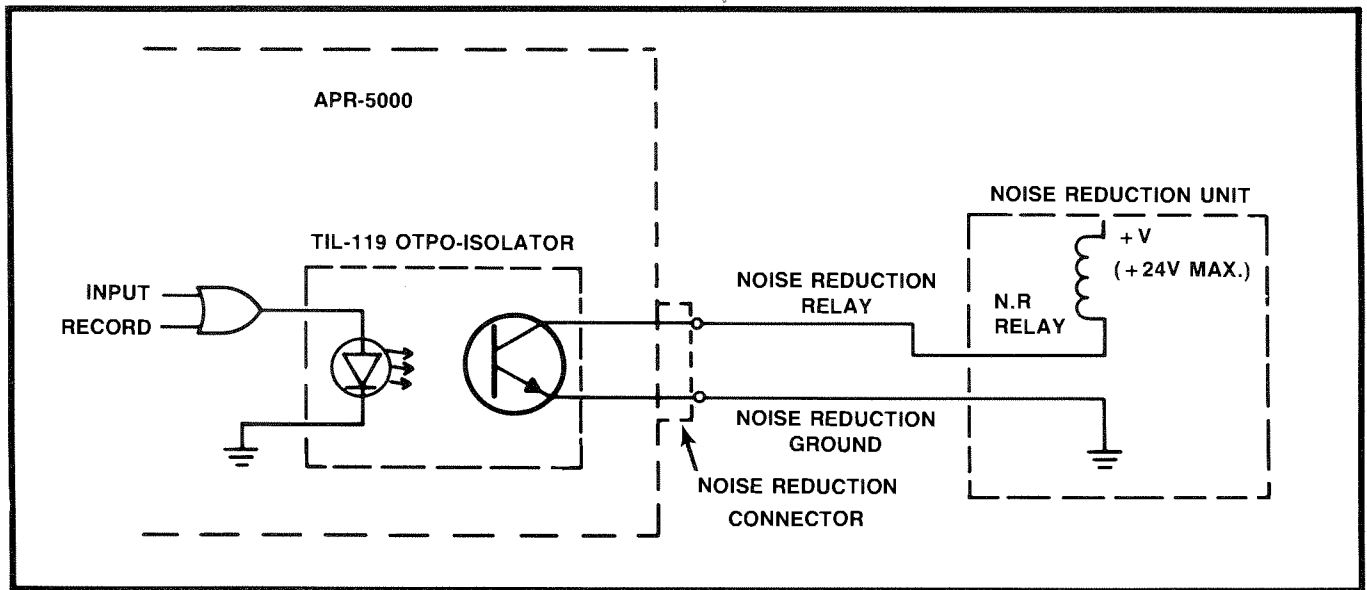 APR-5000
NOISE REDUCTION UNIT
+V
(+24V MAX.)
TIL-119 OTPO-ISOLATOR
INPUT
RECORD
NOISE REDUCTION
RELAY
N.R
RELAY
NOISE REDUCTION
GROUND
NOISE REDUCTION
CONNECTOR